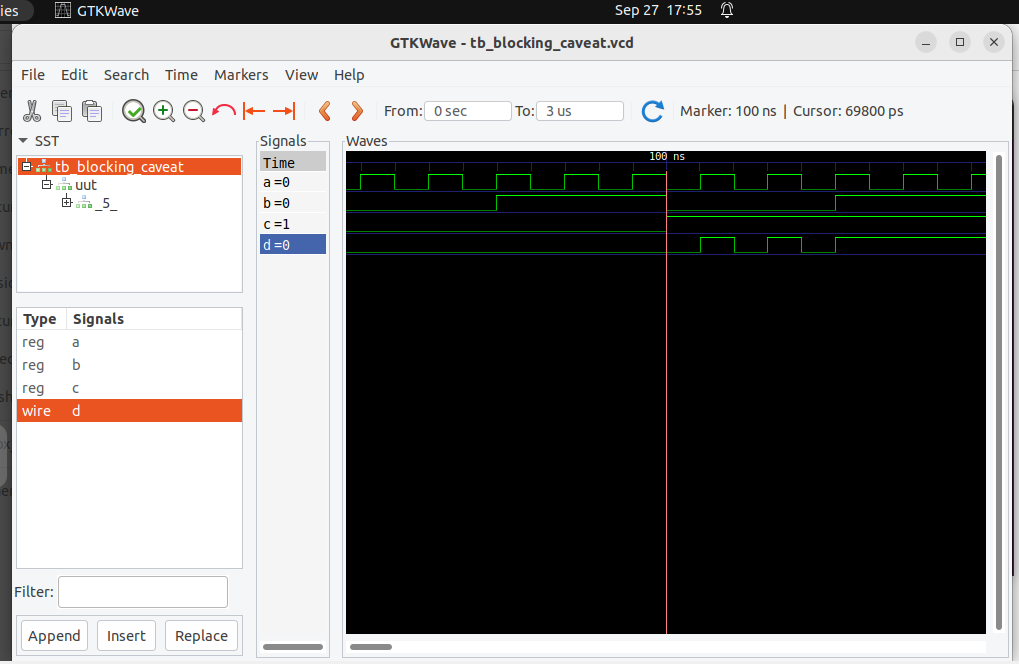 ies GTKWave Sep 27 17:55
GTKWave - tb_blocking_caveat.vcd
File Edit Search Time Markers View Help
From: 0 sec To: 3 us Marker: 100 ns | Cursor: 69800 ps
SST
tb_blocking_caveat
uut
_5_
Type Signals
reg a
reg b
reg c
wire d
Filter:
Append Insert Replace
Signals
Time
a=0
b=0
c=1
d=0
Waves
100 ns